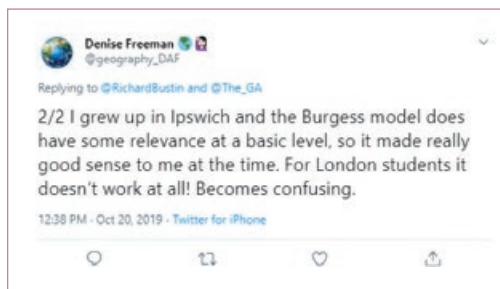 Denise Freeman
@geography_DAF
Replying to @RichardBustin and @The_GA
2/2 I grew up in Ipswich and the Burgess model does
have some relevance at a basic level, so it made really
good sense to me at the time. For London students it
doesn't work at all! Becomes confusing.
12:38 PM · Oct 20, 2019 · Twitter for iPhone